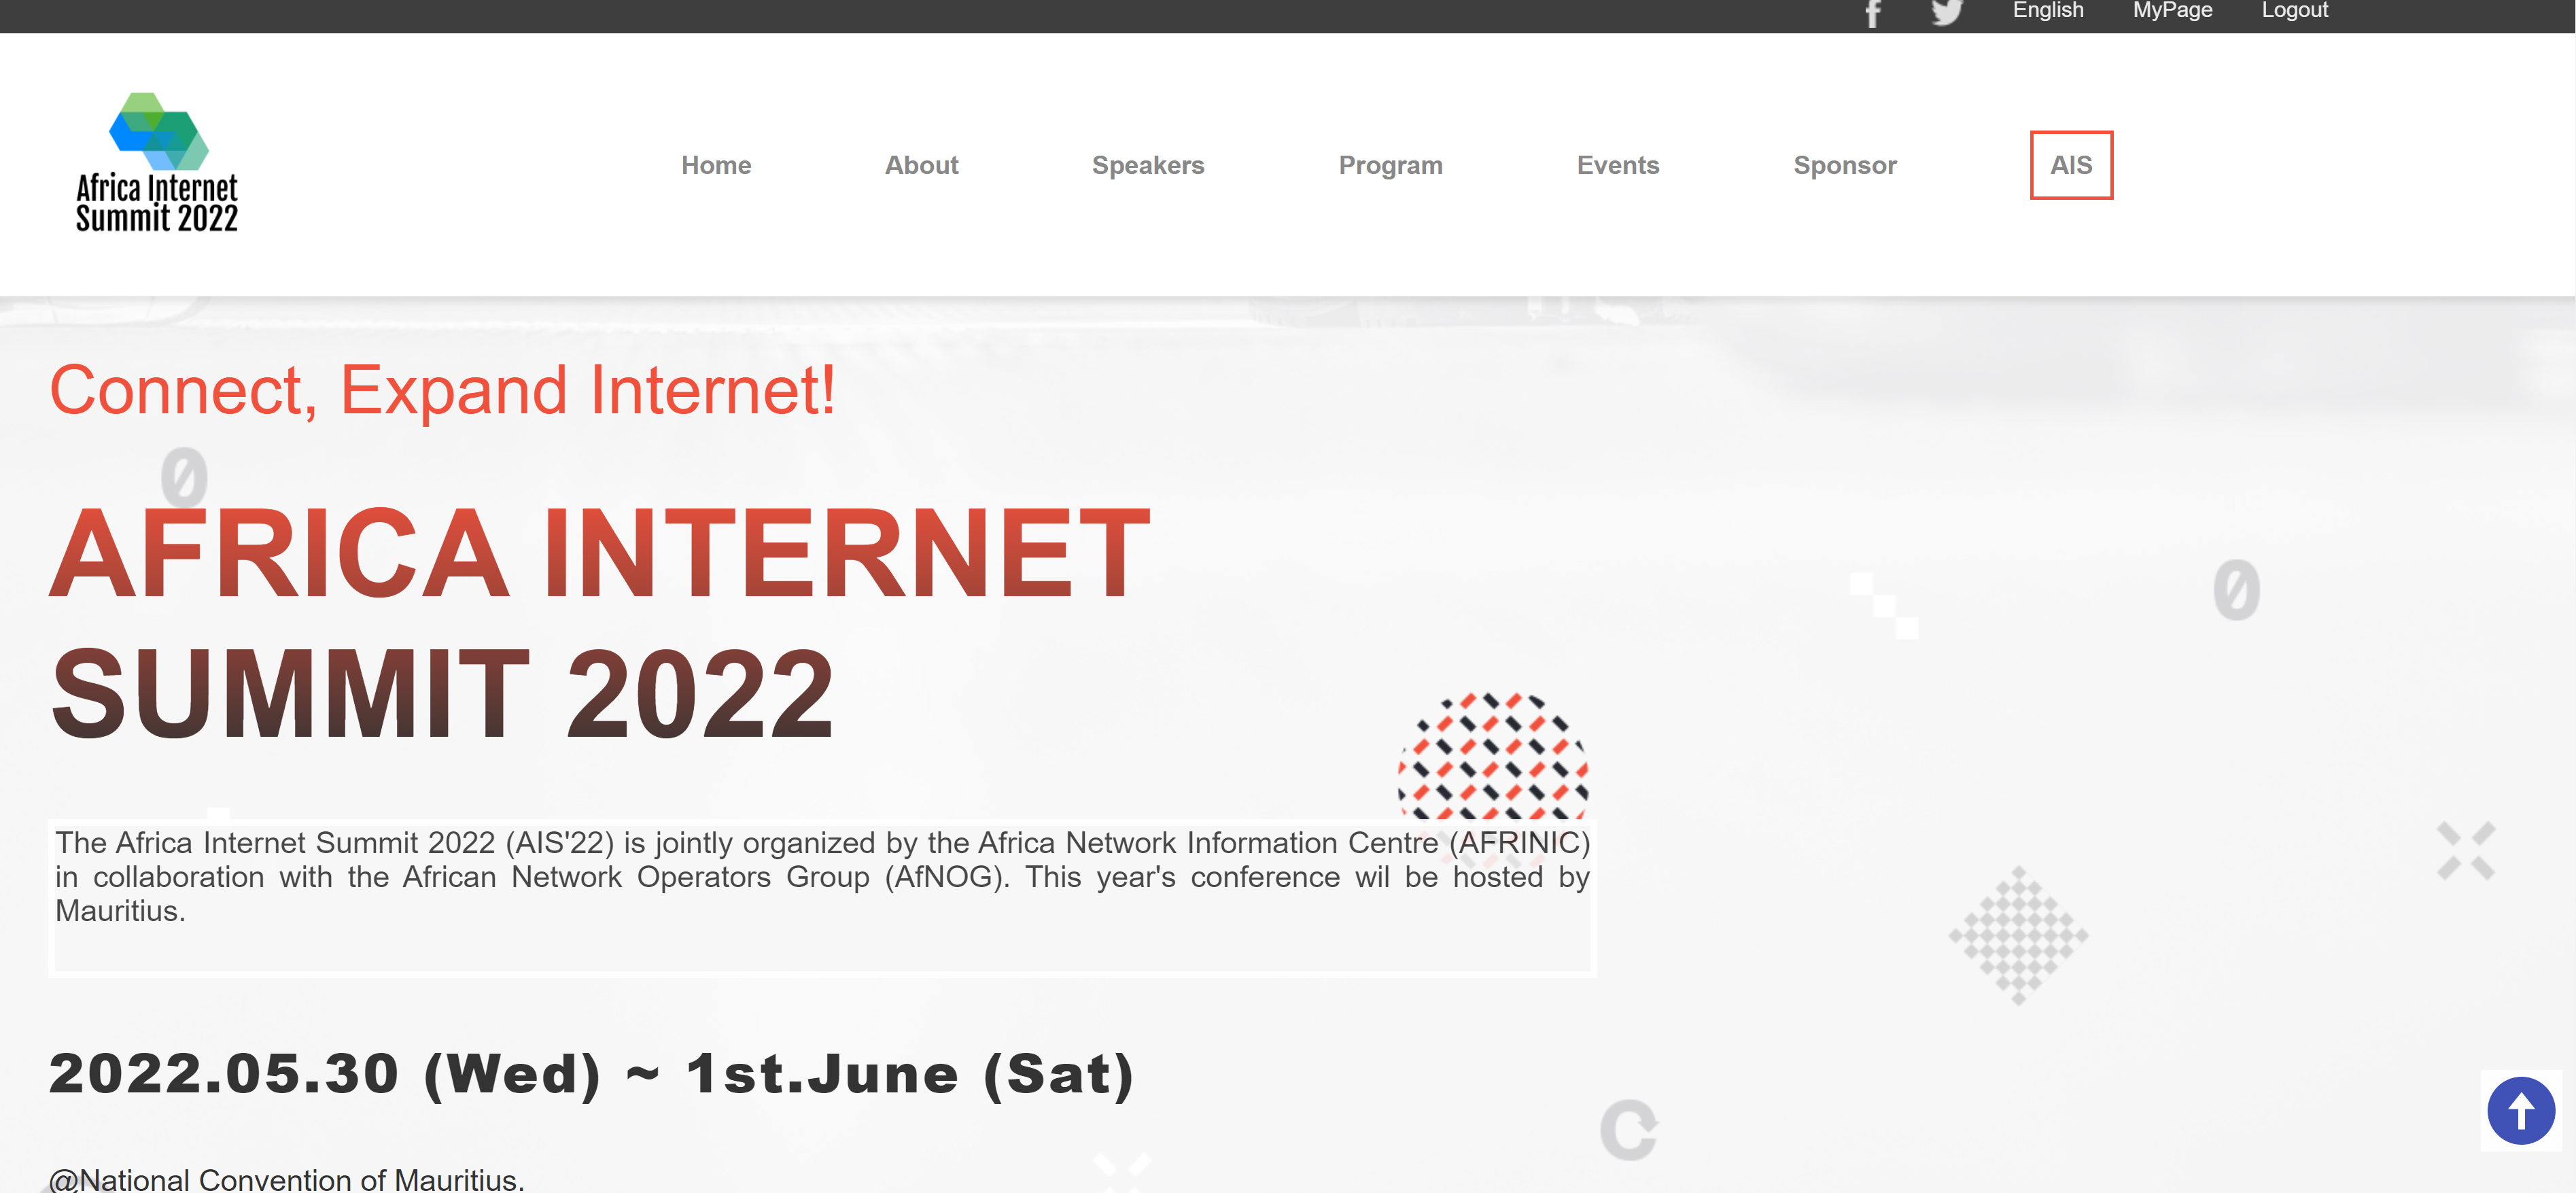 English MyPage Logout
Africa Internet
Summit 2022
Home About Speakers Program Events Sponsor AIS
Connect, Expand Internet!
AFRICA INTERNET
SUMMIT 2022
The Africa Internet Summit 2022 (AIS'22) is jointly organized by the Africa Network Information Centre (AFRINIC)
in collaboration with the African Network Operators Group (AfNOG). This year's conference wil be hosted by
Mauritius.
2022.05.30 (Wed) ~ 1st.June (Sat)
@National Convention of Mauritius.